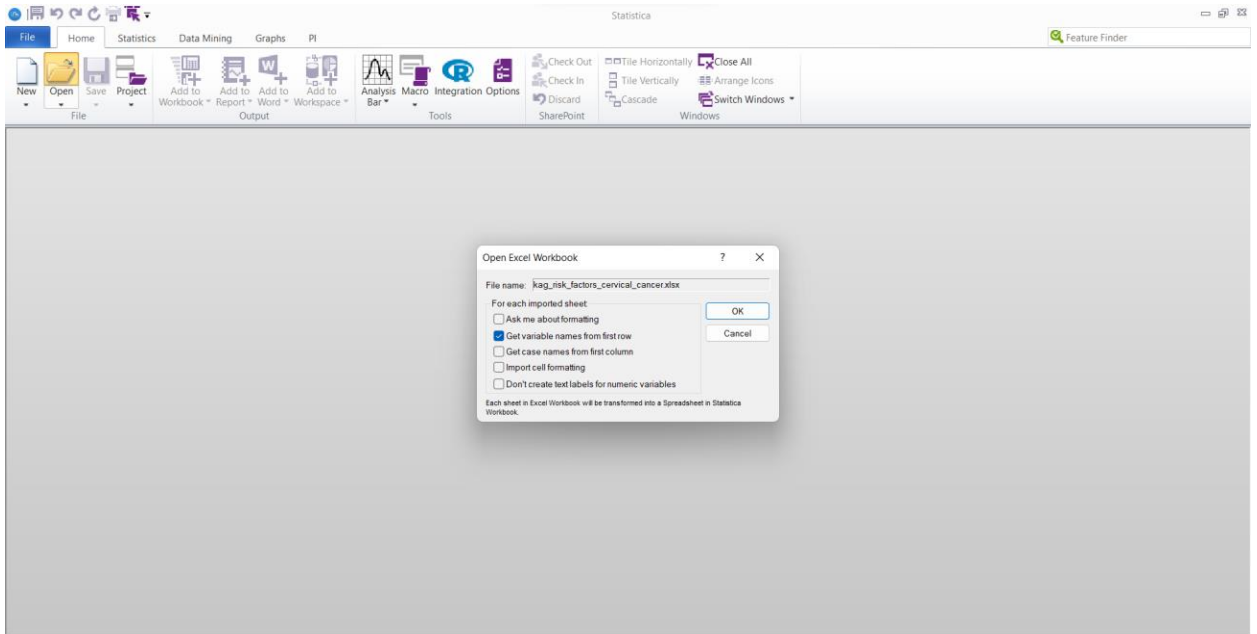 Statistica
File Home Statistics Data Mining Graphs PI
Feature Finder
New Open Save Project
Add to Workbook Add to Report Add to Word Add to Workspace
Analysis Bar Macro Integration Options
Check Out
Check In
Discard
Tile Horizontally
Tile Vertically
Cascade
Close All
Arrange Icons
Switch Windows
File Output Tools SharePoint Windows
Open Excel Workbook ?
File name: kag_risk_factors_cervical_cancer.xlsx
For each imported sheet
Ask me about formatting
Get variable names from first row
Get case names from first column
Import cell formatting
Don't create text labels for numeric variables
OK
Cancel
Each sheet in Excel Workbook will be transformed into a Spreadsheet in Statistica
Workbook.